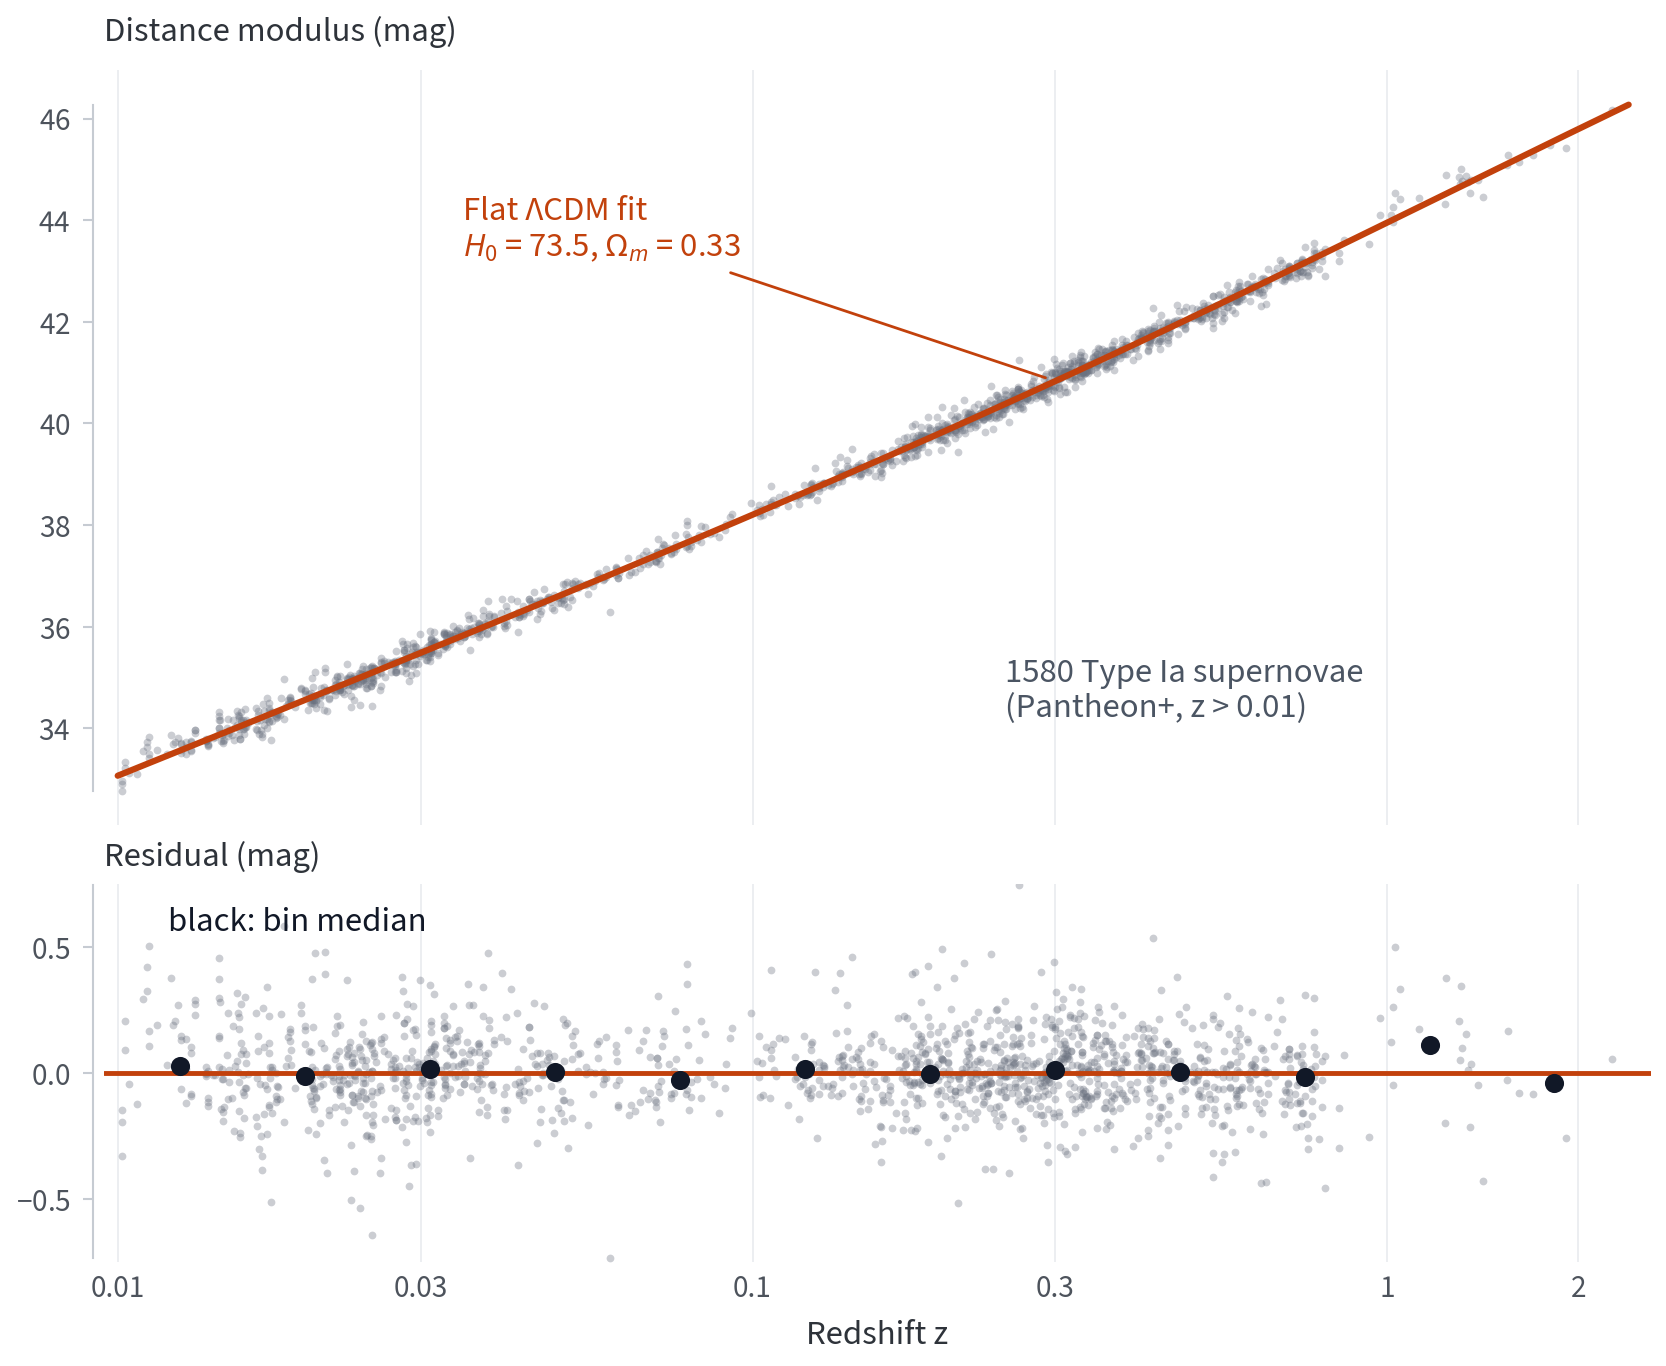 Distance modulus (mag)
46
44
42
40
38
36
34
Flat ΛCDM fit
H₀ = 73.5, Ωₘ = 0.33
1580 Type Ia supernovae
(Pantheon+, z > 0.01)
Residual (mag)
black: bin median
0.5
0.0
−0.5
0.01 0.03 0.1 0.3 1 2
Redshift z